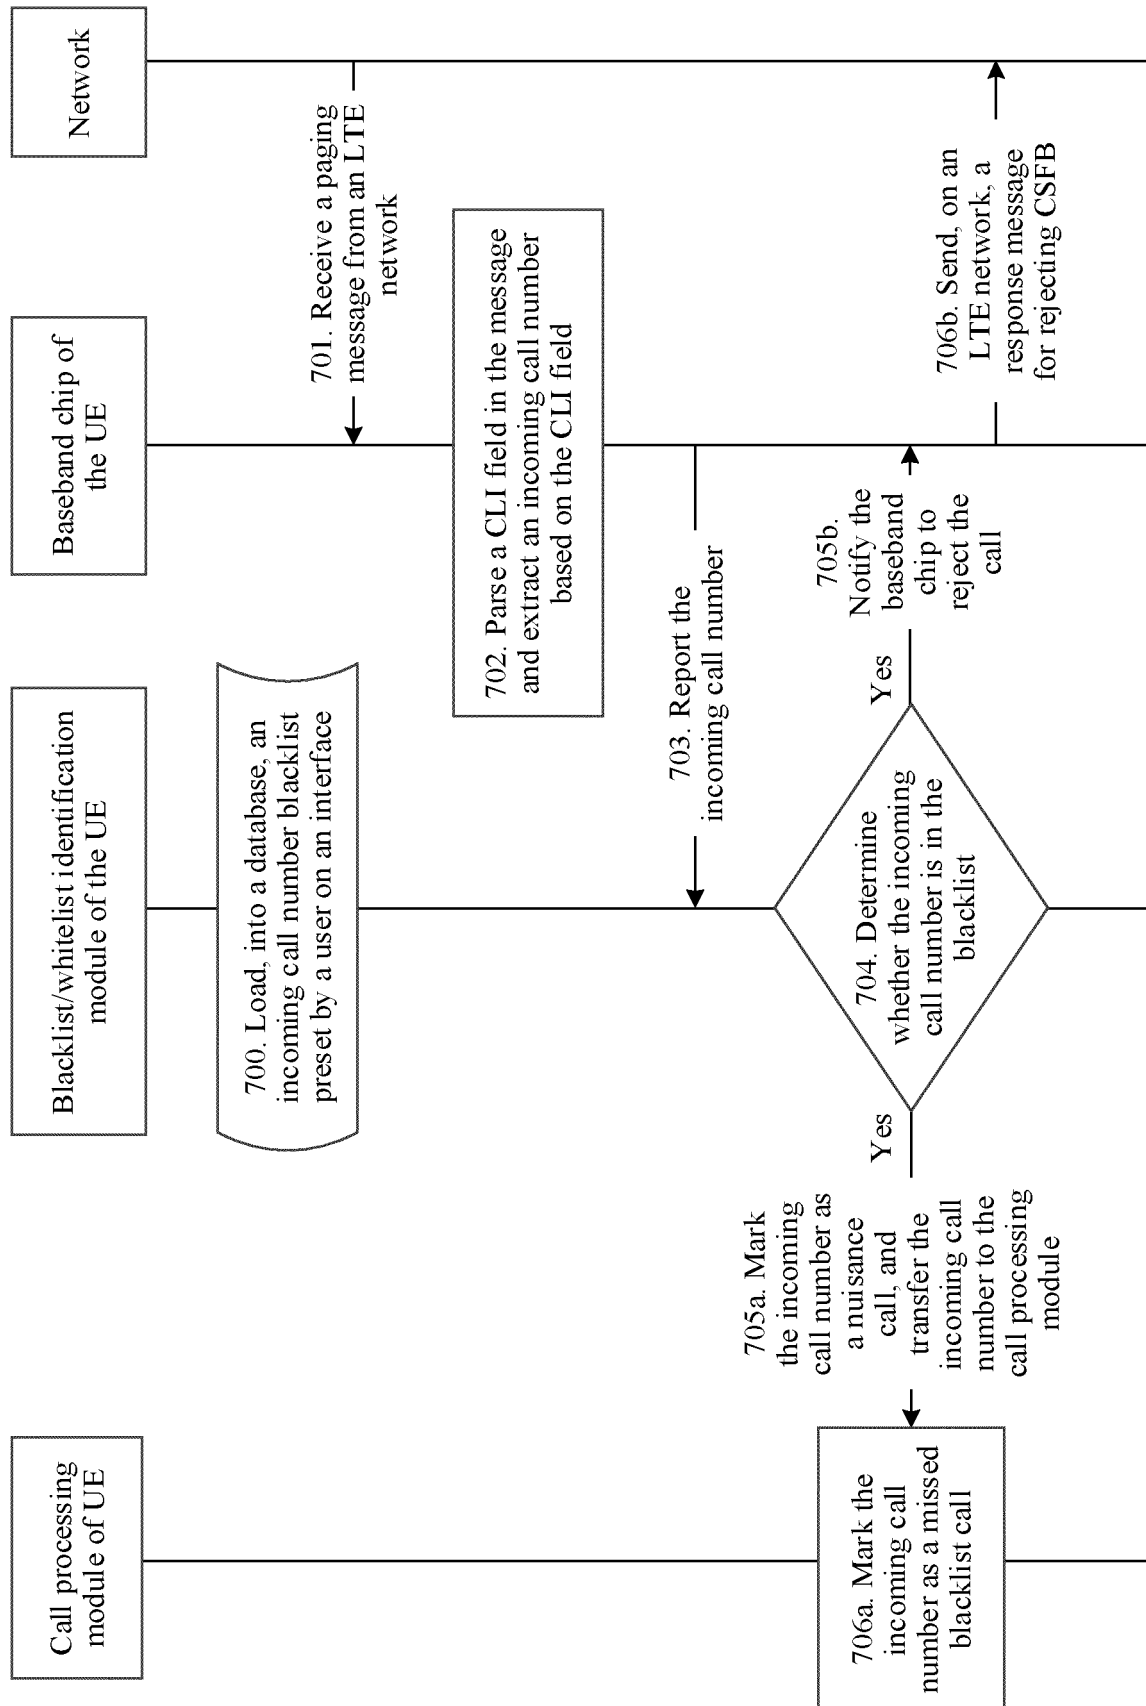 Call processing
module of UE
Blacklist/whitelist identification
module of the UE
Baseband chip of
the UE
Network
700. Load, into a database, an
incoming call number blacklist
preset by a user on an interface
701. Receive a paging
message from an LTE
network
702. Parse a CLI field in the message
and extract an incoming call number
based on the CLI field
703. Report the
incoming call number
704. Determine
whether the incoming
call number is in the
blacklist
Yes
Yes
705a. Mark
the incoming
call number as
a nuisance
call, and
transfer the
incoming call
number to the
call processing
module
705b.
Notify the
baseband
chip to
reject the
call
706a. Mark the
incoming call
number as a missed
blacklist call
706b. Send, on an
LTE network, a
response message
for rejecting CSFB